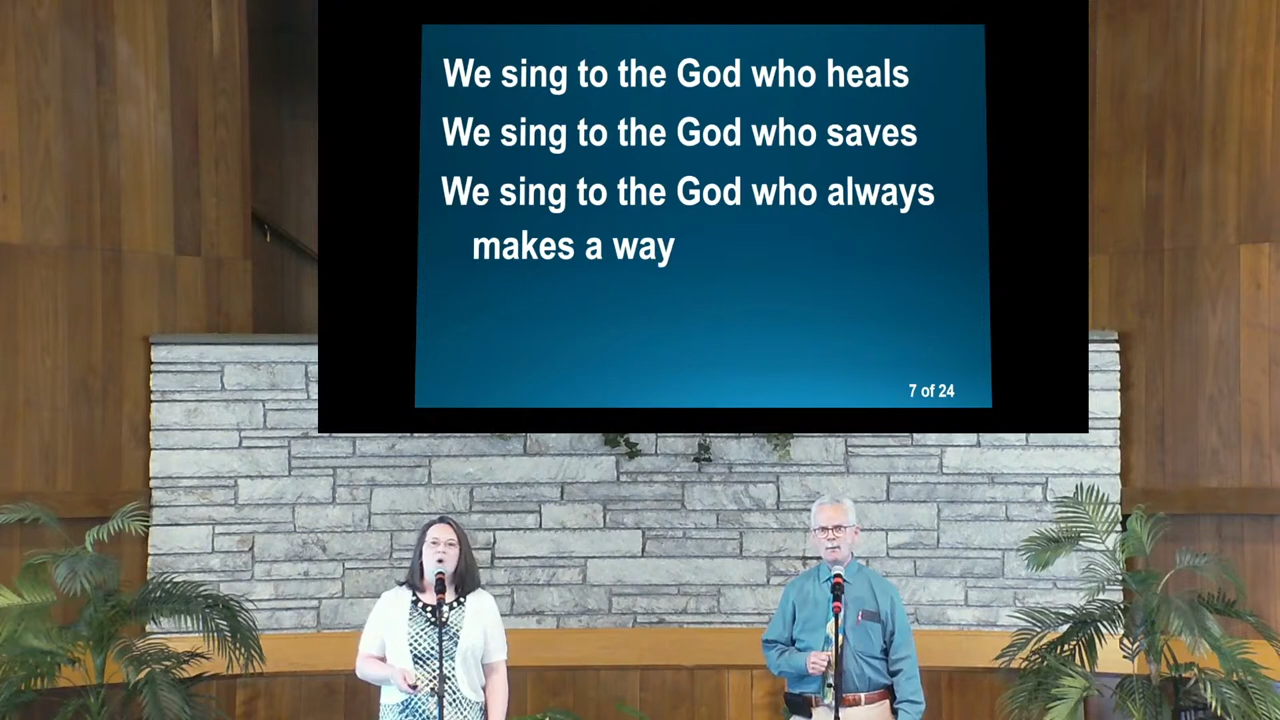 We sing to the God who heals
We sing to the God who saves
We sing to the God who always
makes a way
7 of 24